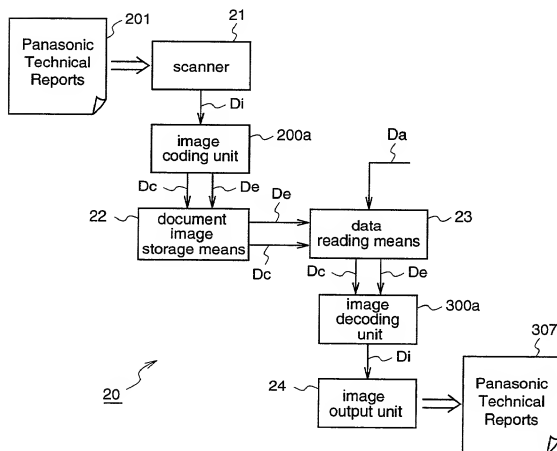 201
Panasonic
Technical
Reports
21
scanner
Di
image
coding unit
200a
Dc
De
Da
22
document
image
storage means
De
Dc
23
data
reading means
Dc
De
image
decoding
unit
300a
Di
307
20
24
image
output unit
Panasonic
Technical
Reports